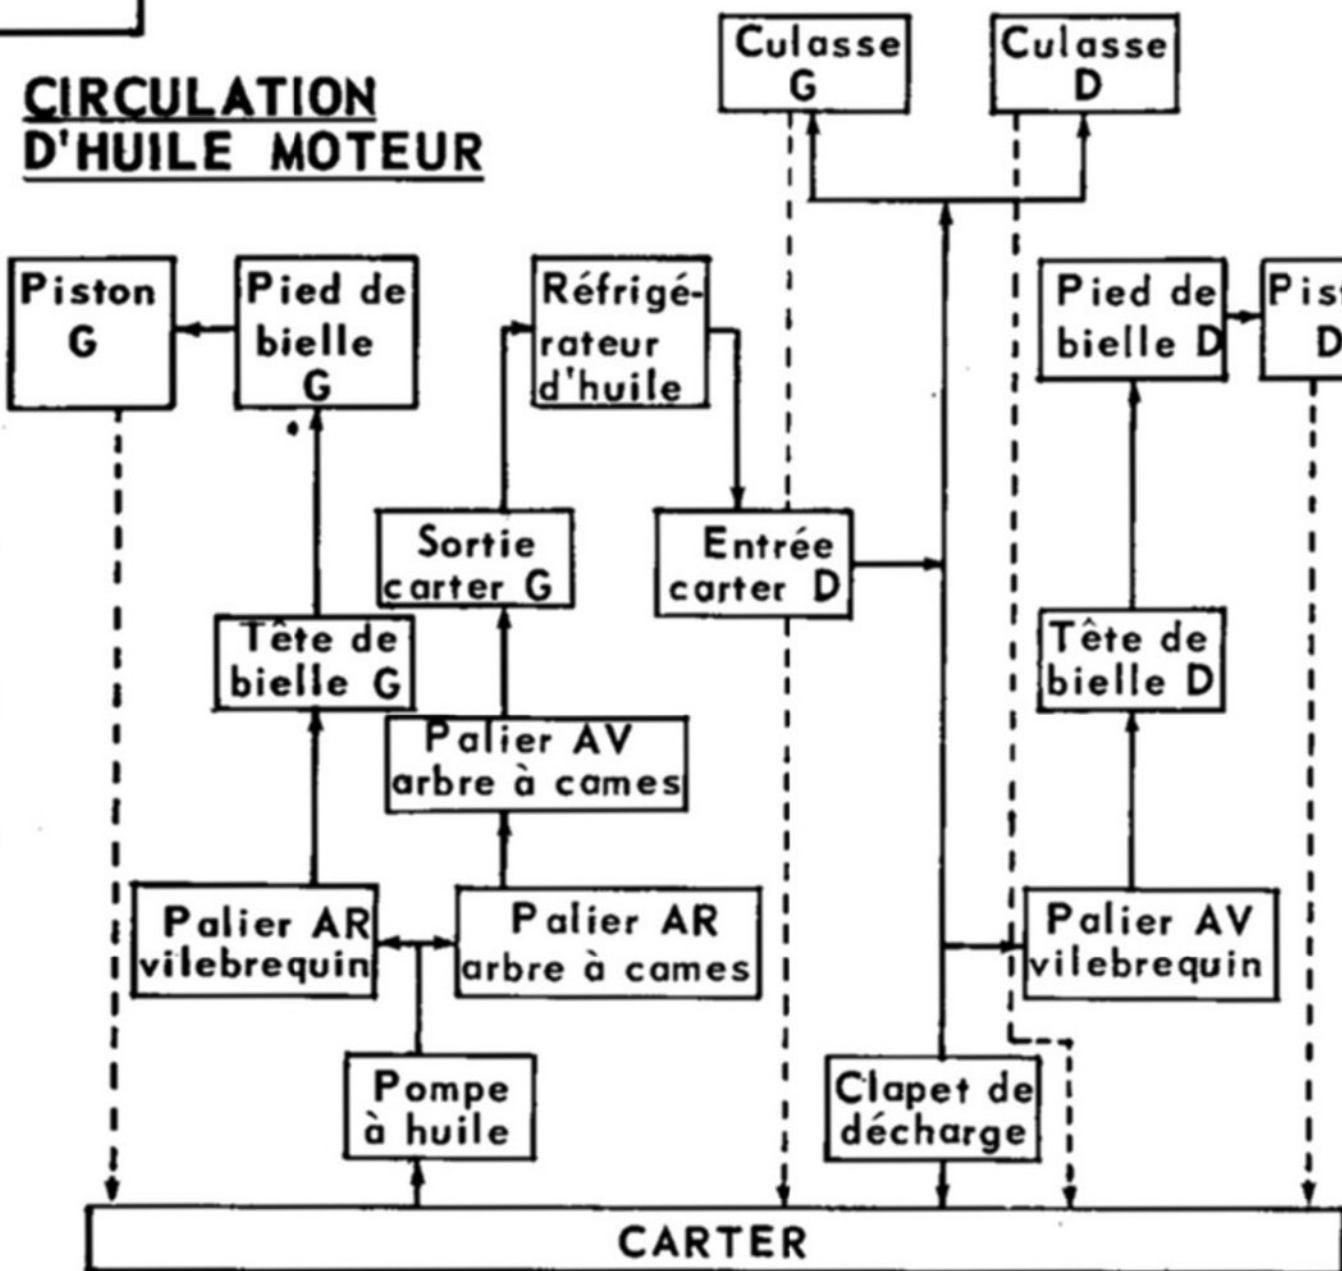 CIRCULATION
D'HUILE MOTEUR
Culasse
G
Culasse
D
Piston
G
Pied de
bielle
G
Réfrigé-
rateur
d'huile
Pied de
bielle D
D
Sortie
carter G
Entrée
carter D
Tête de
bielle G
Tête de
bielle D
Palier AV
arbre à cames
Palier AR
vilebrequin
Palier AR
arbre à cames
Palier AV
vilebrequin
Pompe
à huile
Clapet de
décharge
CARTER